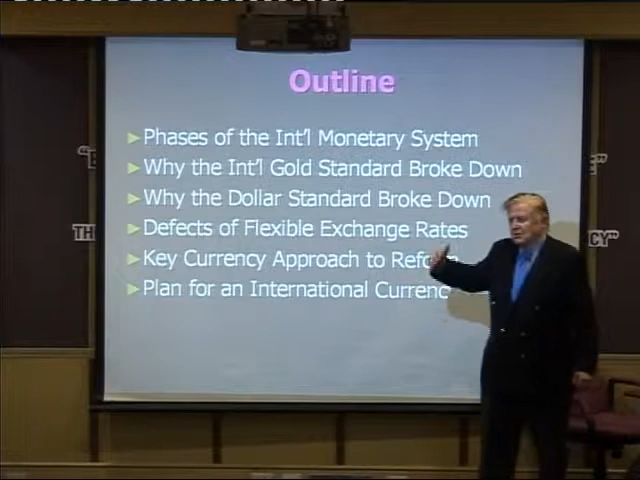 Outline
Phases of the Int'l Monetary System
Why the Int'l Gold Standard Broke Down
Why the Dollar Standard Broke Down
Defects of Flexible Exchange Rates
Key Currency Approach to
Plan for an International